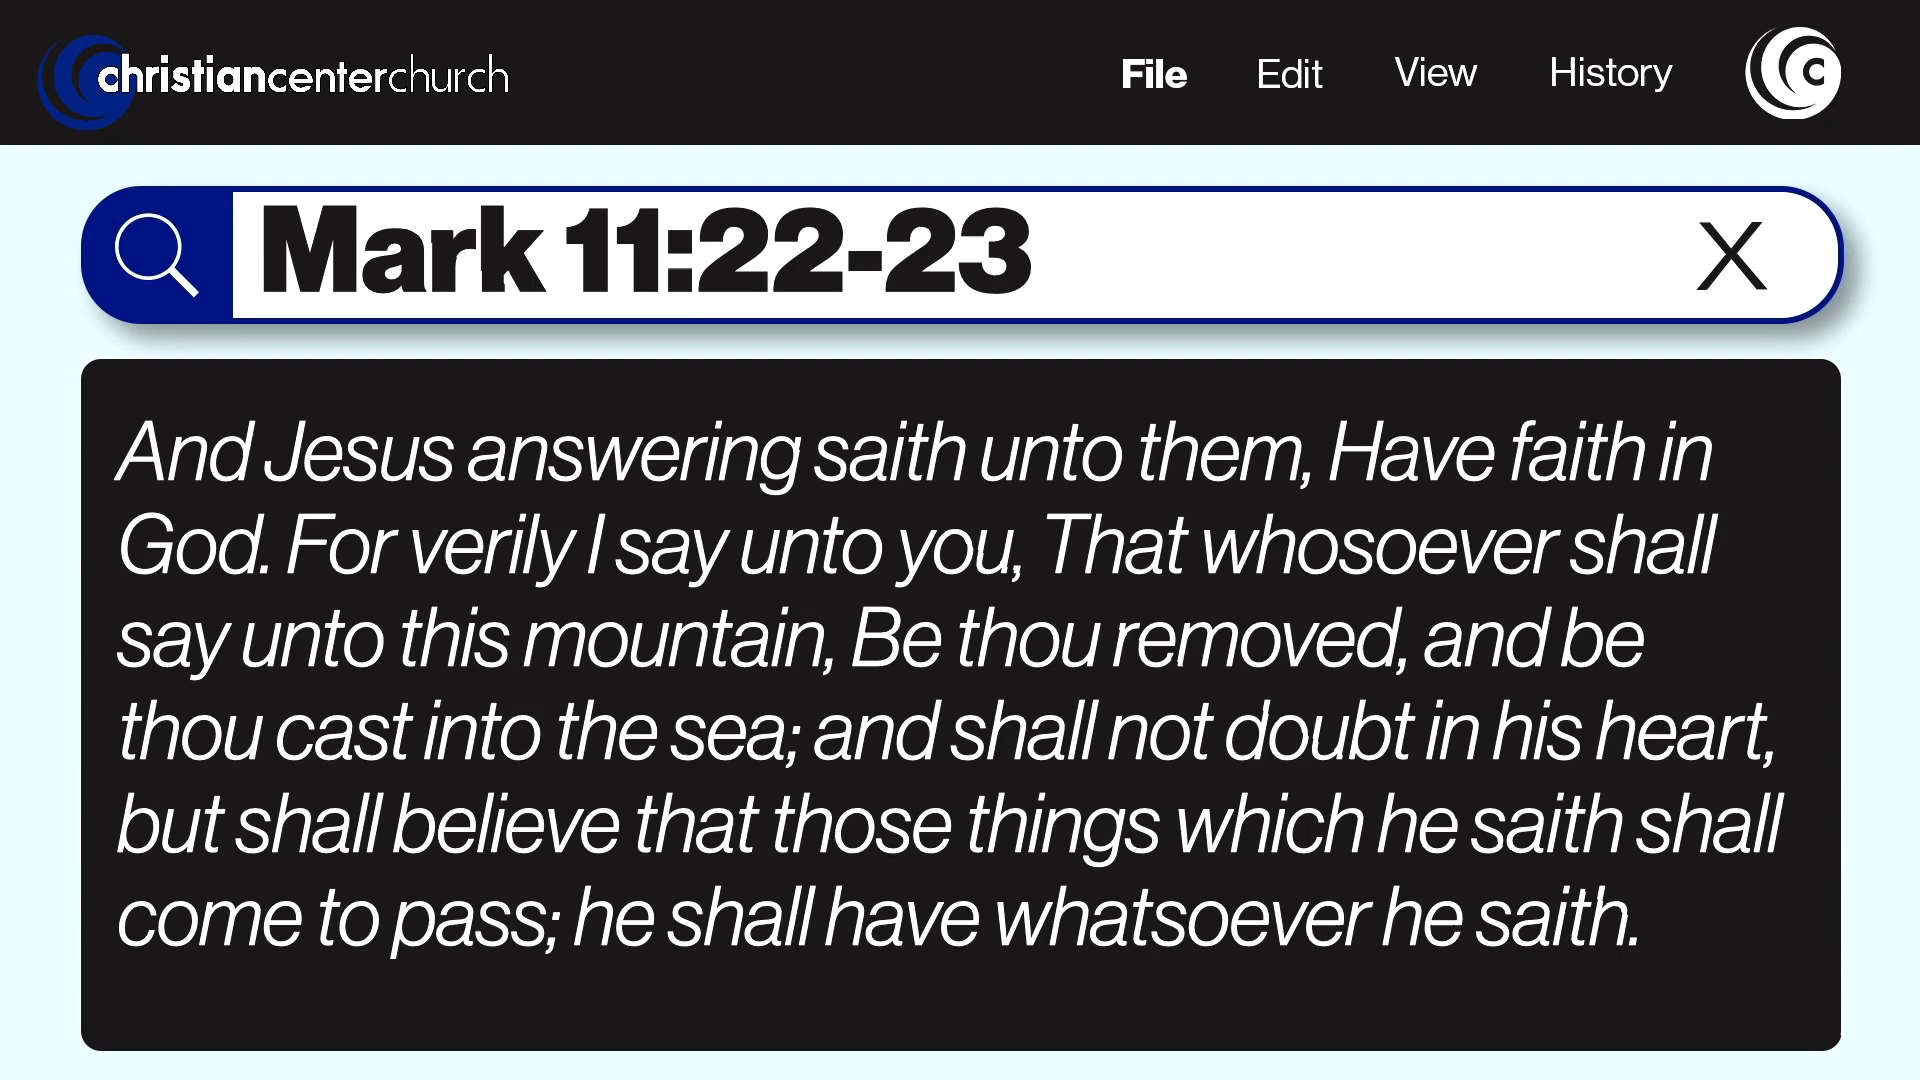 christiancenterchurch
File Edit View History
c
Mark 11:22-23
X
And Jesus answering saith unto them, Have faith in
God. For verily I say unto you, That whosoever shall
say unto this mountain, Be thou removed, and be
thou cast into the sea; and shall not doubt in his heart,
but shall believe that those things which he saith shall
come to pass; he shall have whatsoever he saith.